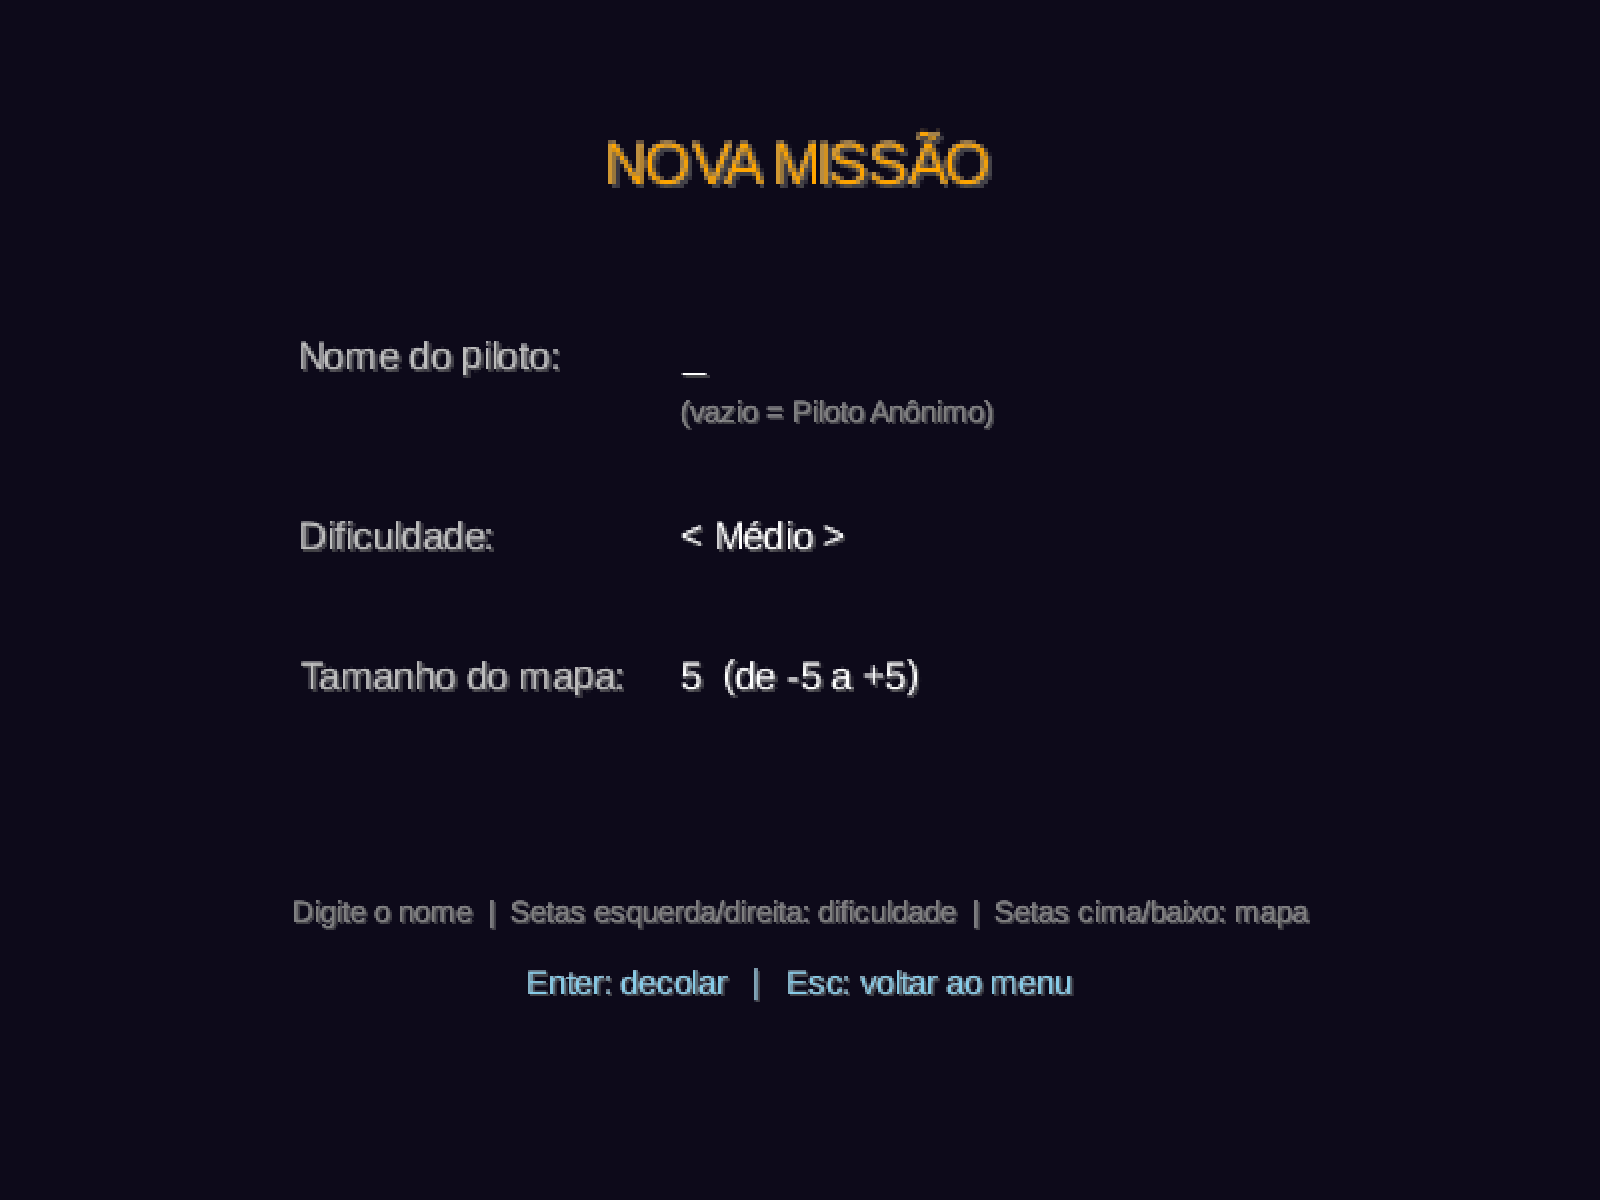 NOVA MISSÃO
Nome do piloto: _
(vazio = Piloto Anônimo)
Dificuldade: < Médio >
Tamanho do mapa: 5 (de -5 a +5)
Digite o nome | Setas esquerda/direita: dificuldade | Setas cima/baixo: mapa
Enter: decolar | Esc: voltar ao menu